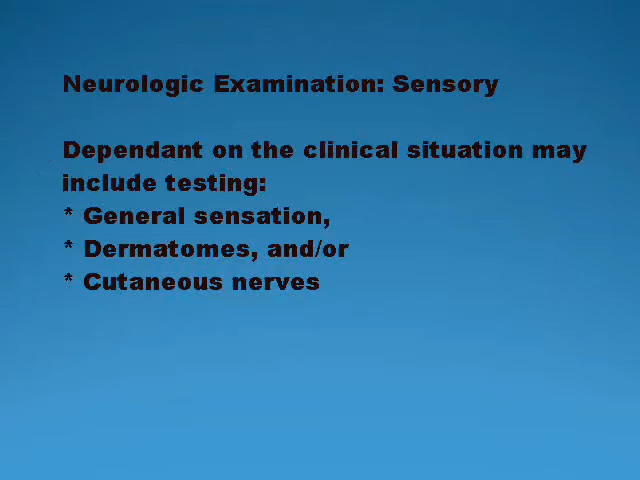 Neurologic Examination: Sensory
Dependant on the clinical situation may
include testing:
* General sensation,
* Dermatomes, and/or
* Cutaneous nerves